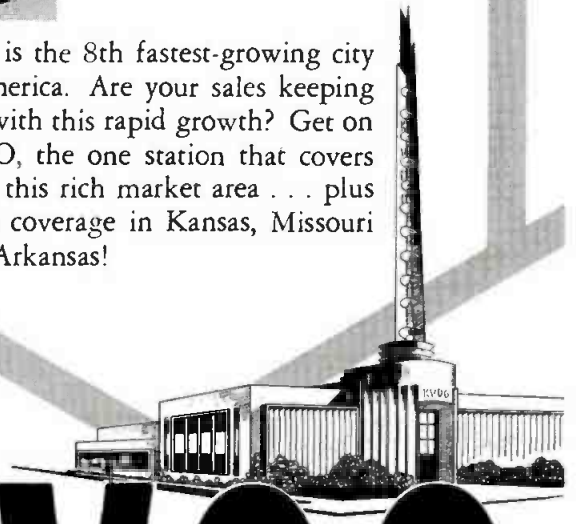 is the 8th fastest-growing city
merica. Are your sales keeping
with this rapid growth? Get on
O, the one station that covers
this rich market area . . . plus
coverage in Kansas, Missouri
Arkansas!
KVOO